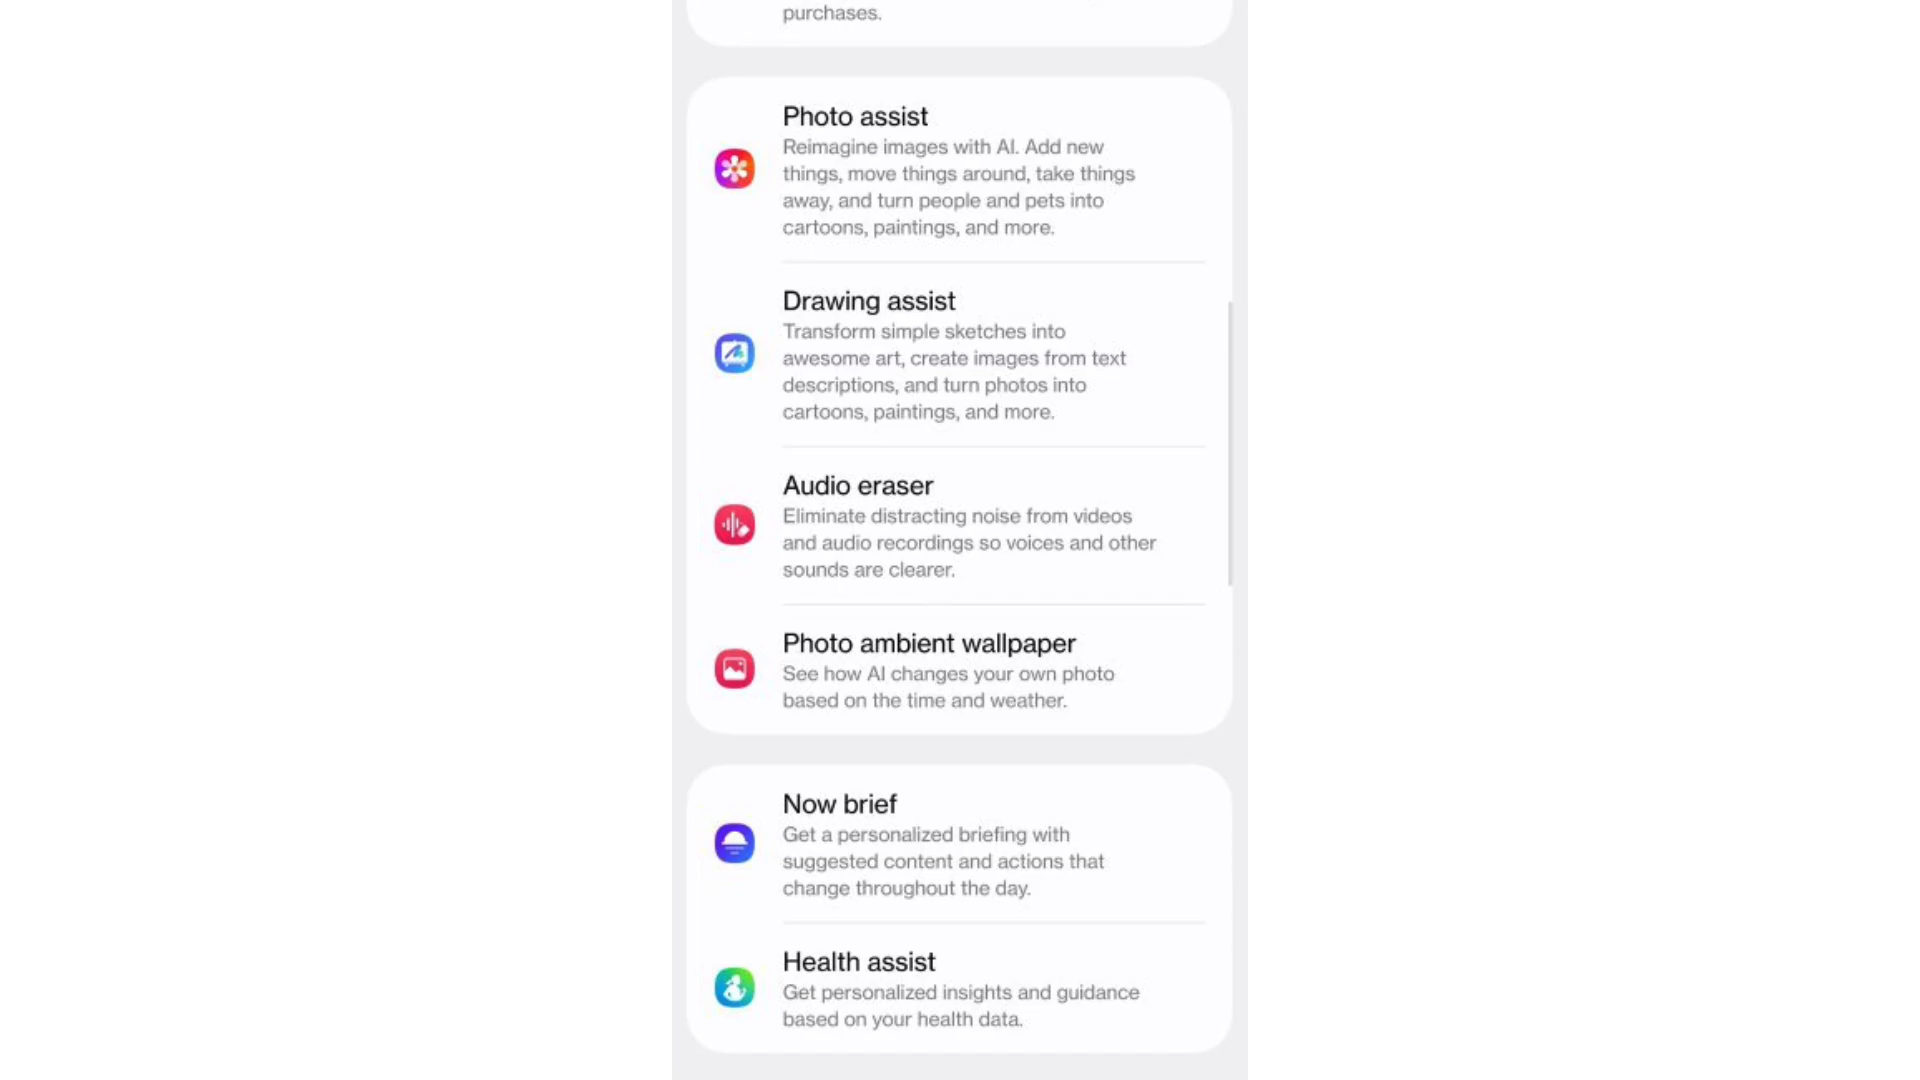 purchases.
Photo assist
Reimagine images with AI. Add new
things, move things around, take things
away, and turn people and pets into
cartoons, paintings, and more.
Drawing assist
Transform simple sketches into
awesome art, create images from text
descriptions, and turn photos into
cartoons, paintings, and more.
Audio eraser
Eliminate distracting noise from videos
and audio recordings so voices and other
sounds are clearer.
Photo ambient wallpaper
See how AI changes your own photo
based on the time and weather.
Now brief
Get a personalized briefing with
suggested content and actions that
change throughout the day.
Health assist
Get personalized insights and guidance
based on your health data.